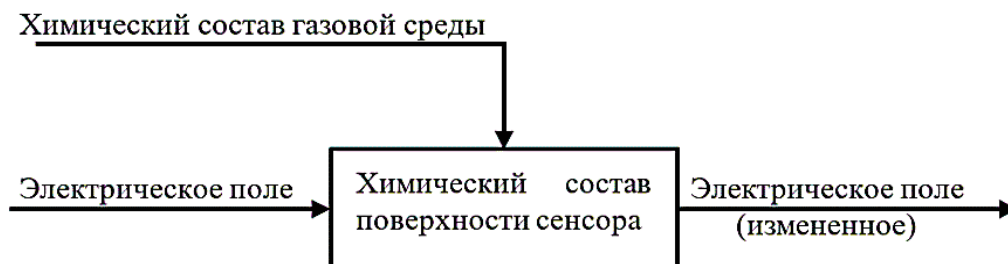 Химический состав газовой среды
Электрическое поле
Химический состав
поверхности сенсора
Электрическое поле
(измененное)